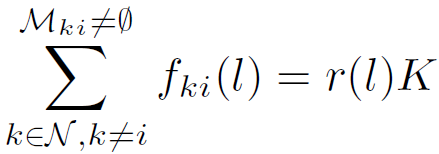 $$\sum_{k \in \mathcal{N}, k \neq i}^{\mathcal{M}_{ki} \neq \emptyset} f_{ki}(l) = r(l)K$$